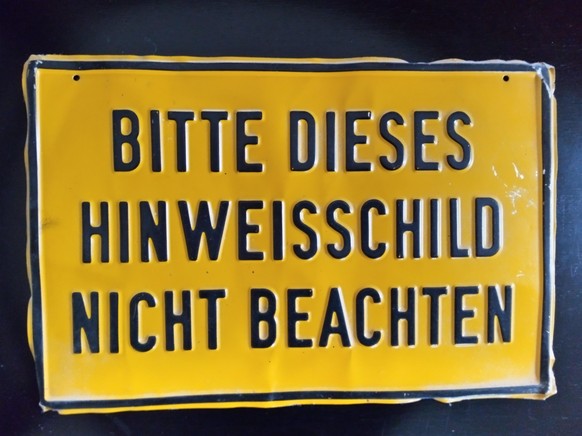 BITTE DIESES
HINWEISSCHILD
NICHT BEACHTEN